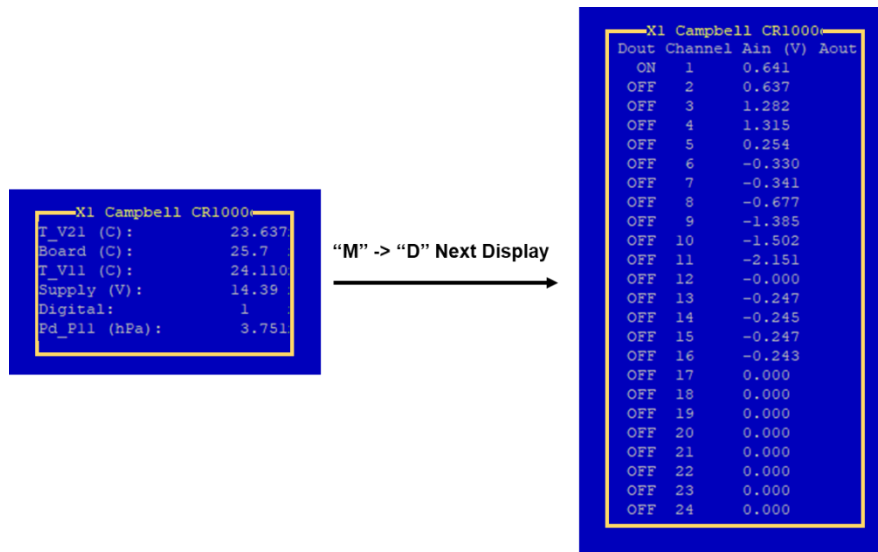 X1 Campbell CR1000
T_V21 (C): 23.637
Board (C): 25.7
T_V11 (C): 24.110
Supply (V): 14.39
Digital: 1
Pd_P11 (hPa): 3.751
“M” -> “D” Next Display
X1 Campbell CR1000
Dout Channel Ain (V) Aout
ON 1 0.641
OFF 2 0.637
OFF 3 1.282
OFF 4 1.315
OFF 5 0.254
OFF 6 -0.330
OFF 7 -0.341
OFF 8 -0.677
OFF 9 -1.385
OFF 10 -1.502
OFF 11 -2.151
OFF 12 -0.000
OFF 13 -0.247
OFF 14 -0.245
OFF 15 -0.247
OFF 16 -0.243
OFF 17 0.000
OFF 18 0.000
OFF 19 0.000
OFF 20 0.000
OFF 21 0.000
OFF 22 0.000
OFF 23 0.000
OFF 24 0.000